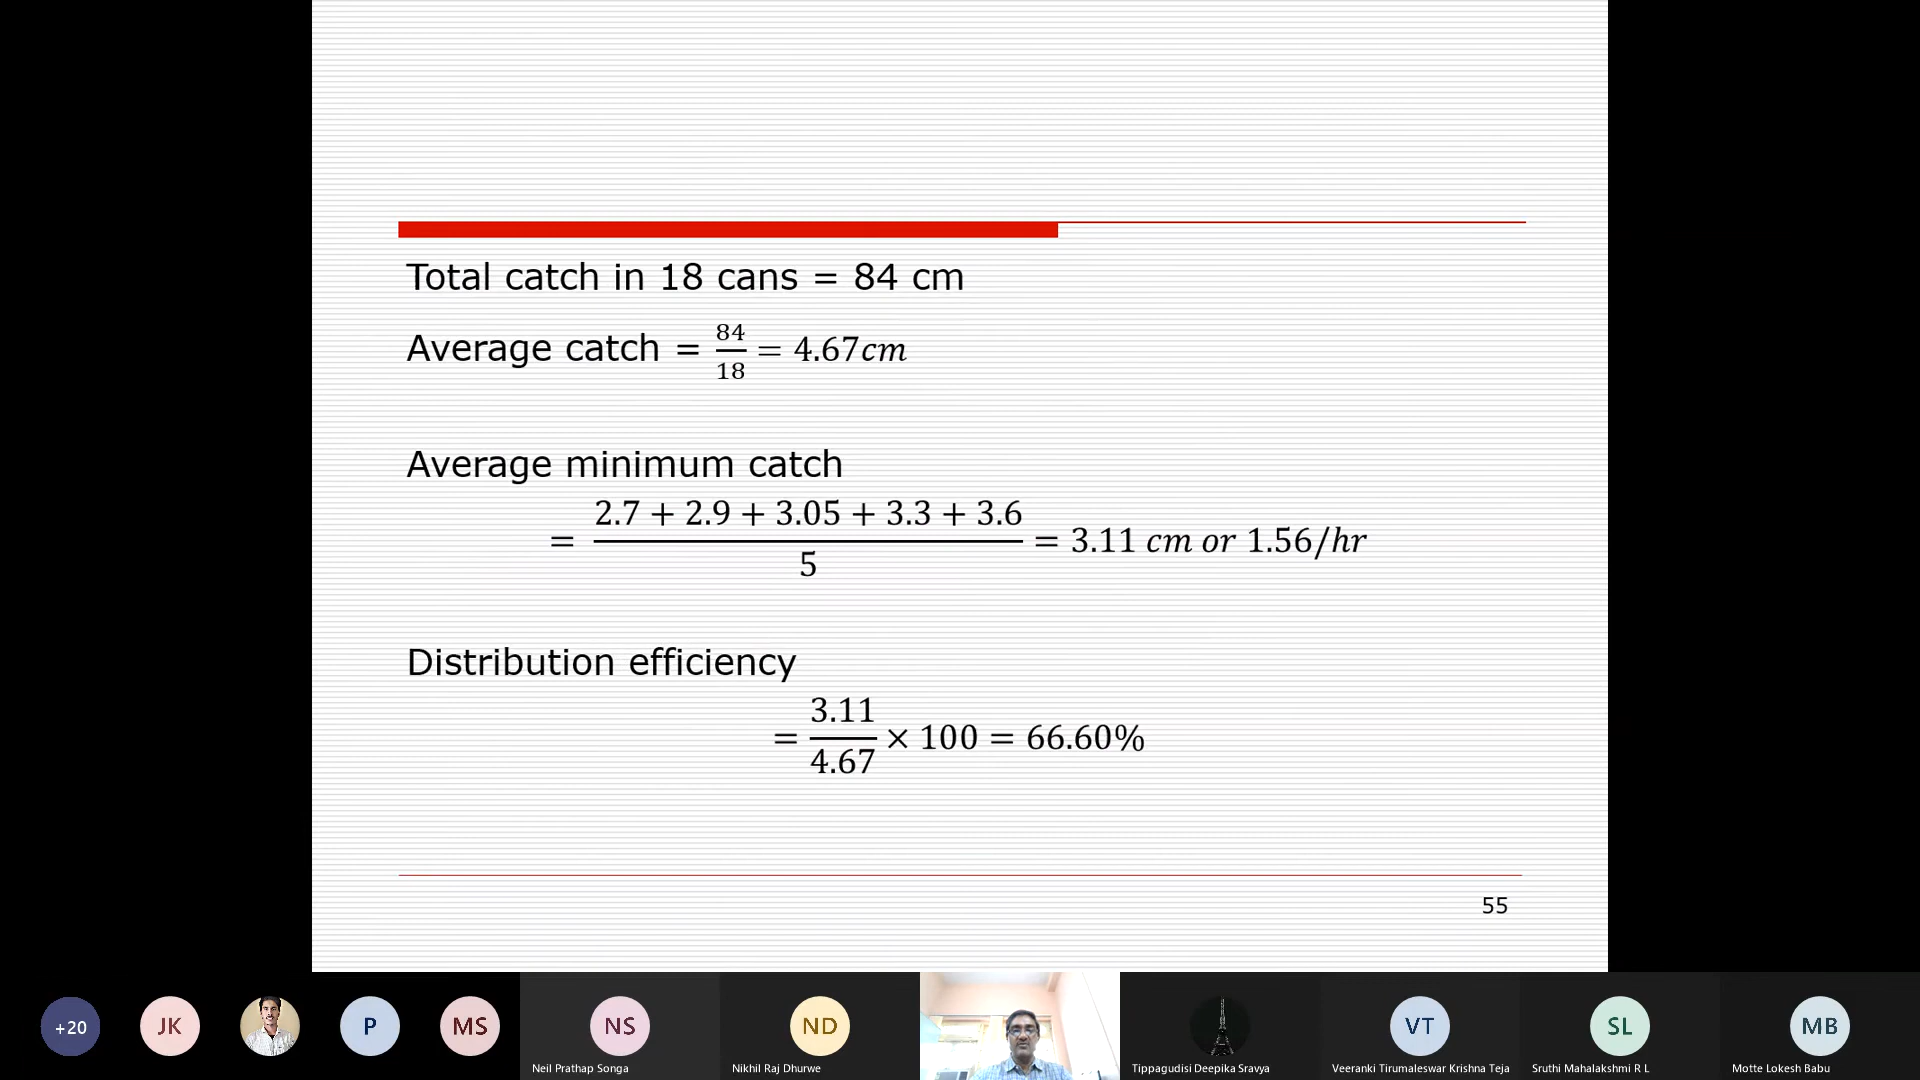 Total catch in 18 cans = 84 cm
Average catch = 84/18 = 4.67cm
Average minimum catch
= (2.7 + 2.9 + 3.05 + 3.3 + 3.6)/5 = 3.11 cm or 1.56/hr
Distribution efficiency
= 3.11/4.67 × 100 = 66.60%
55
+20
JK
P
MS
NS
ND
VT
SL
MB
Neil Prathap Songa
Nikhil Raj Dhurwe
Tippagudisi Deepika Sravya
Veeranki Tirumaleswar Krishna Teja
Sruthi Mahalakshmi R L
Motte Lokesh Babu